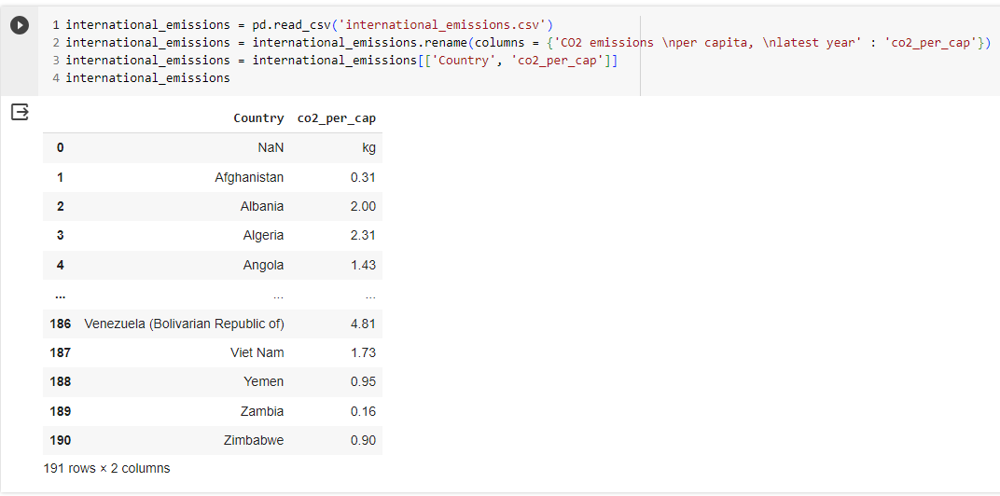 1 international_emissions = pd.read_csv('international_emissions.csv')
2 international_emissions = international_emissions.rename(columns = {'CO2 emissions \nper capita, \nlatest year' : 'co2_per_cap'})
3 international_emissions = international_emissions[['Country', 'co2_per_cap']]
4 international_emissions
Country co2_per_cap
0 NaN kg
1 Afghanistan 0.31
2 Albania 2.00
3 Algeria 2.31
4 Angola 1.43
... ... ...
186 Venezuela (Bolivarian Republic of) 4.81
187 Viet Nam 1.73
188 Yemen 0.95
189 Zambia 0.16
190 Zimbabwe 0.90
191 rows × 2 columns